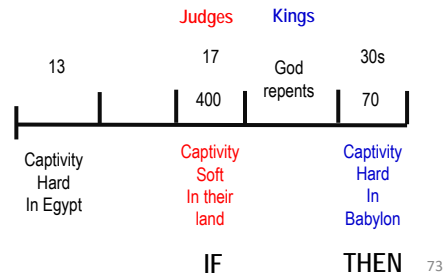 Judges Kings
13 17 God repents 30s
400 70
Captivity
Hard
In Egypt
Captivity
Soft
In their
land
Captivity
Hard
In
Babylon
IF THEN
73